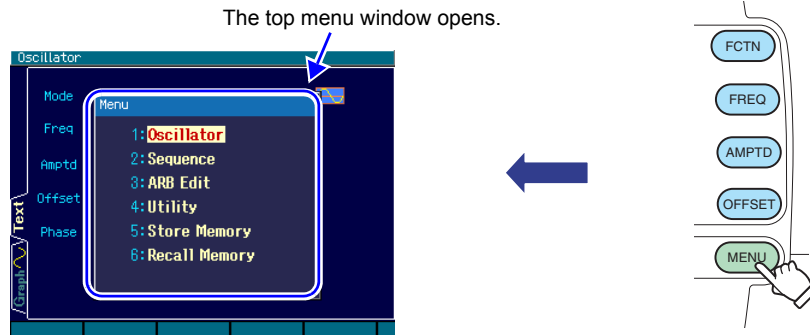 The top menu window opens.
Oscillator
Mode
Freq
Amptd
Offset
Phase
Text
Graph
Menu
1:Oscillator
2:Sequence
3:ARB Edit
4:Utility
5:Store Memory
6:Recall Memory
FCTN
FREQ
AMPTD
OFFSET
MENU